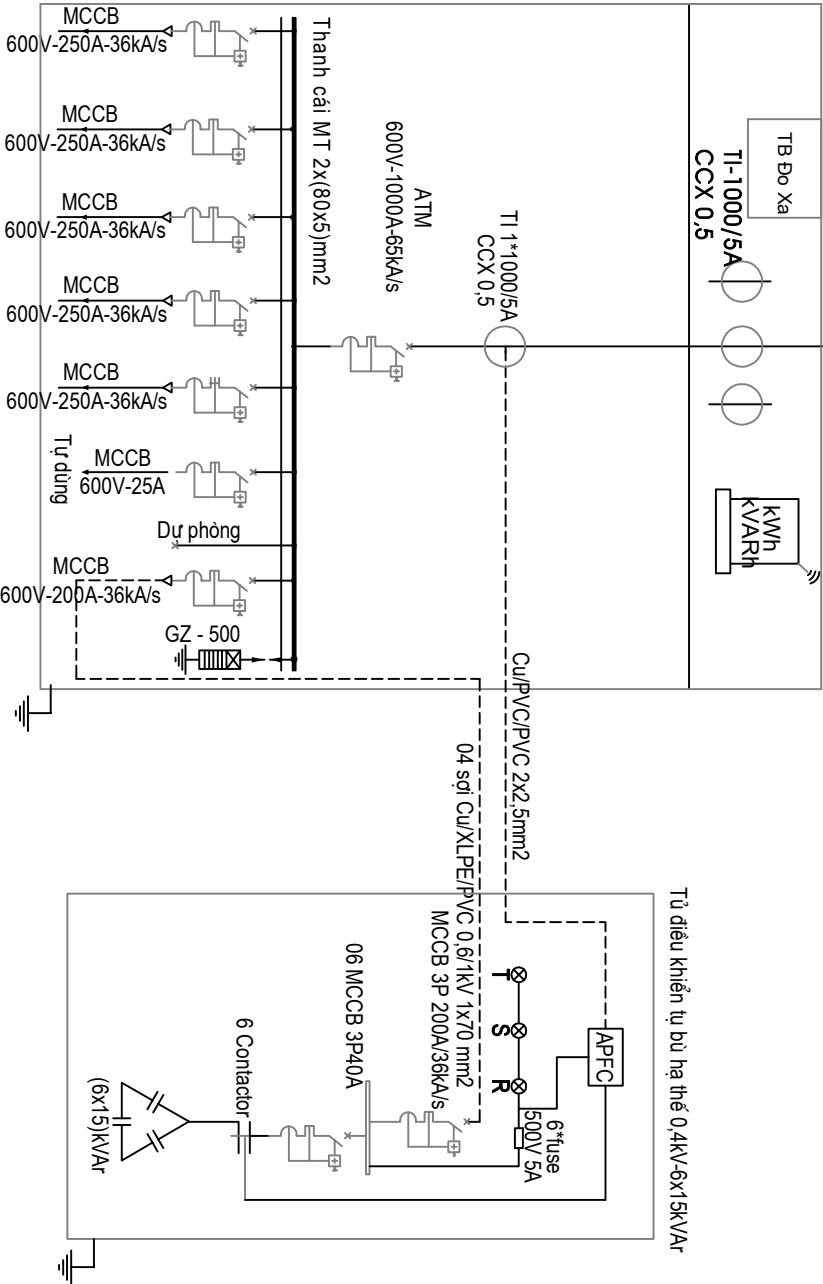 MCCB
600V-250A-36kA/s
MCCB
600V-250A-36kA/s
MCCB
600V-250A-36kA/s
MCCB
600V-250A-36kA/s
MCCB
600V-250A-36kA/s
Tự dùng
MCCB
600V-25A
Dự phòng
MCCB
600V-200A-36kA/s
GZ - 500
Thanh cái MT 2x(80x5)mm2
ATM
600V-1000A-65kA/s
TI 1*1000/5A
CCX 0,5
TB Đo Xa
TI-1000/5A
CCX 0,5
kWh
kVARh
Cu/PVC/PVC 2x2,5mm2
04 sợi Cu/XLPE/PVC 0,6/1kV 1x70 mm2
MCCB 3P 200A/36kA/s
Tủ điều khiển tụ bù hạ thế 0,4kV-6x15kVAr
APFC
T
S
R
6*fuse
500V 5A
06 MCCB 3P40A
6 Contactor
(6x15)kVAr